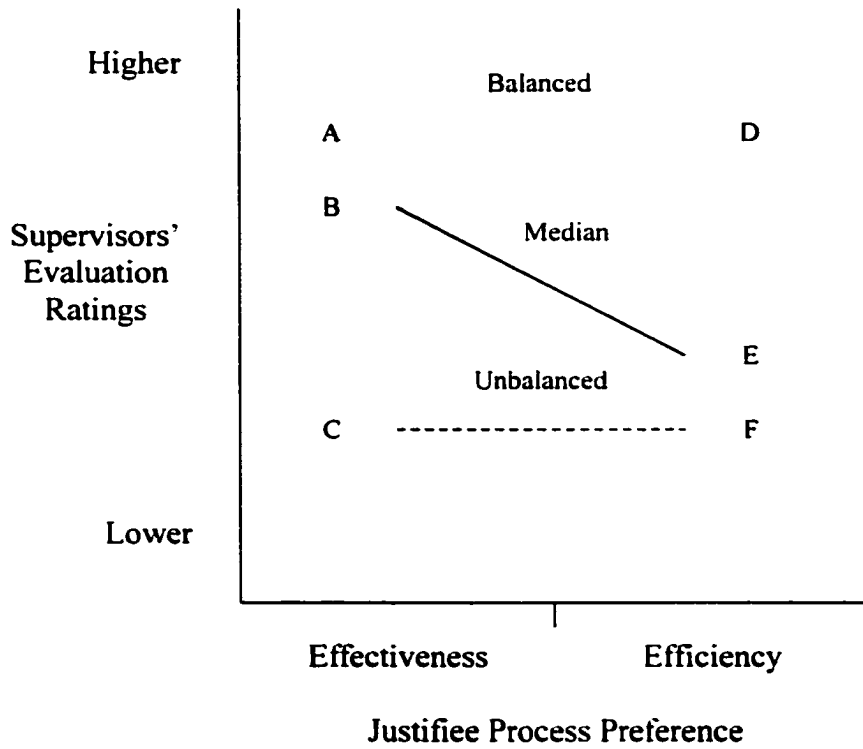 Higher
Balanced
A
D
B
Supervisors'
Evaluation
Ratings
Median
E
Unbalanced
C
F
Lower
Effectiveness
Efficiency
Justifiee Process Preference